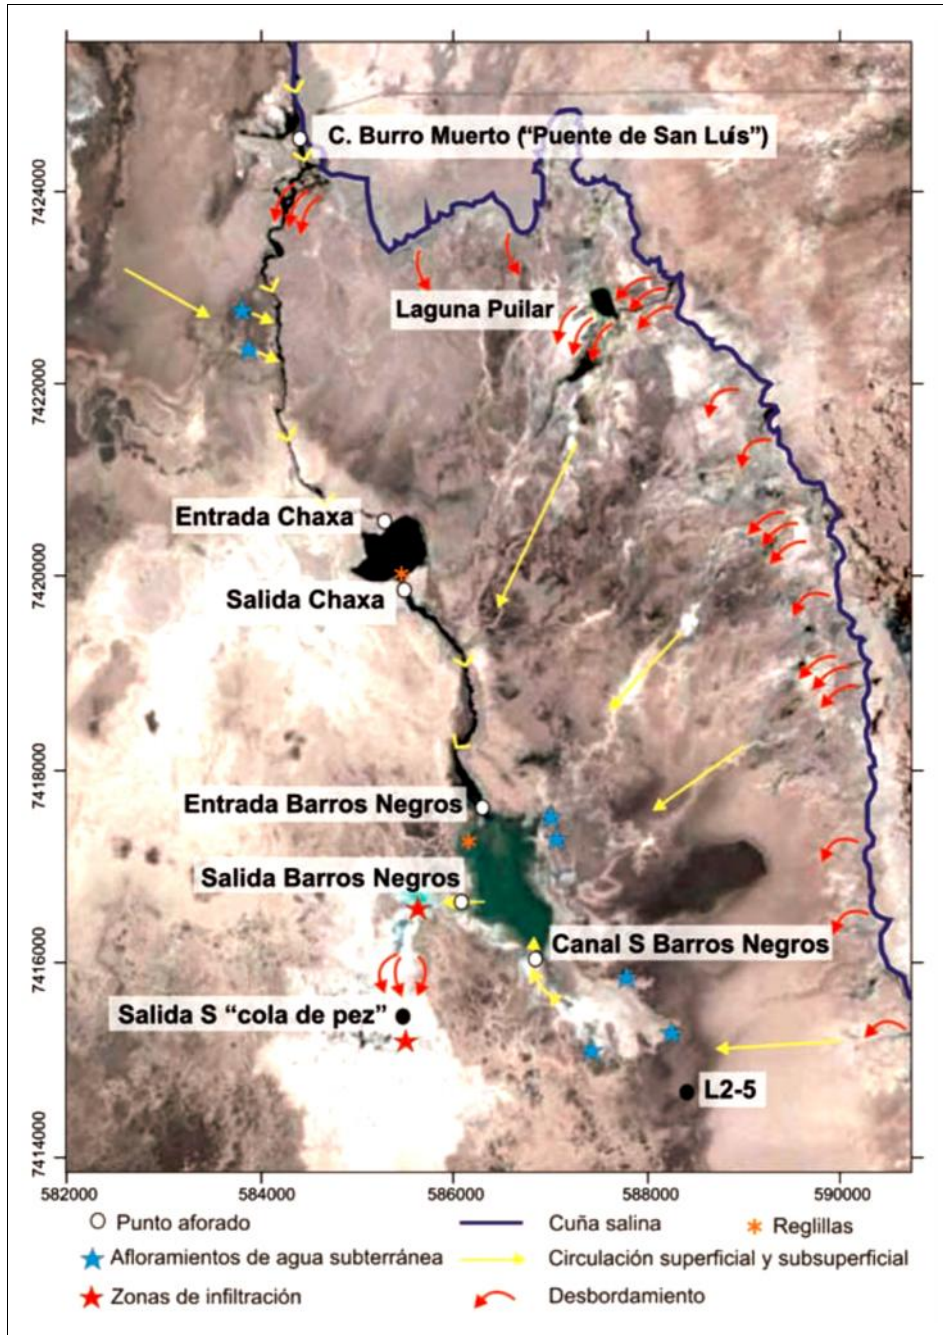 C. Burro Muerto (“Puente de San Luís”)
7424000
Laguna Puilar
7422000
Entrada Chaxa
7420000
Salida Chaxa
7418000
Entrada Barros Negros
Salida Barros Negros
7416000
Canal S Barros Negros
Salida S “cola de pez”
L2-5
7414000
582000 584000 586000 588000 590000
Punto aforado Cuña salina Reglillas
Afloramientos de agua subterránea Circulación superficial y subsuperficial
Zonas de infiltración Desbordamiento